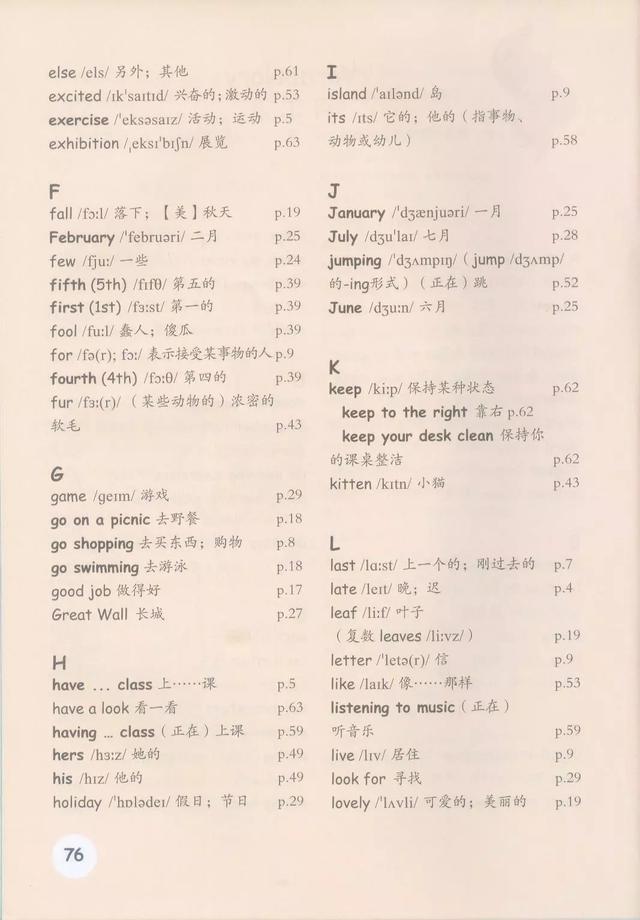 else /els/ 另外；其他 p.61
excited /ɪkˈsaɪtɪd/ 兴奋的；激动的 p.53
exercise /ˈeksəsaɪz/ 活动；运动 p.5
exhibition /ˌeksɪˈbɪʃn/ 展览 p.63
F
fall /fɔːl/ 落下；【美】秋天 p.19
February /ˈfebruəri/ 二月 p.25
few /fjuː/ 一些 p.24
fifth (5th) /fɪfθ/ 第五的 p.39
first (1st) /fɜːst/ 第一的 p.39
fool /fuːl/ 蠢人；傻瓜 p.39
for /fə(r); fɔː/ 表示接受某事物的人 p.9
fourth (4th) /fɔːθ/ 第四的 p.39
fur /fɜː(r)/（某些动物的）浓密的
软毛 p.43
G
game /ɡeɪm/ 游戏 p.29
go on a picnic 去野餐 p.18
go shopping 去买东西；购物 p.8
go swimming 去游泳 p.18
good job 做得好 p.17
Great Wall 长城 p.27
H
have ... class 上……课 p.5
have a look 看一看 p.63
having ... class（正在）上课 p.59
hers /hɜːz/ 她的 p.49
his /hɪz/ 他的 p.49
holiday /ˈhɒlədeɪ/ 假日；节日 p.29
I
island /ˈaɪlənd/ 岛 p.9
its /ɪts/ 它的；他的（指事物、
动物或幼儿） p.58
J
January /ˈdʒænjuəri/ 一月 p.25
July /dʒuˈlaɪ/ 七月 p.28
jumping /ˈdʒʌmpɪŋ/（jump /dʒʌmp/
的-ing形式）（正在）跳 p.52
June /dʒuːn/ 六月 p.25
K
keep /kiːp/ 保持某种状态 p.62
keep to the right 靠右 p.62
keep your desk clean 保持你
的课桌整洁 p.62
kitten /kɪtn/ 小猫 p.43
L
last /lɑːst/ 上一个的；刚过去的 p.7
late /leɪt/ 晚；迟 p.4
leaf /liːf/ 叶子
（复数 leaves /liːvz/） p.19
letter /ˈletə(r)/ 信 p.9
like /laɪk/ 像……那样 p.53
listening to music（正在）
听音乐 p.59
live /lɪv/ 居住 p.9
look for 寻找 p.29
lovely /ˈlʌvli/ 可爱的；美丽的 p.19
76